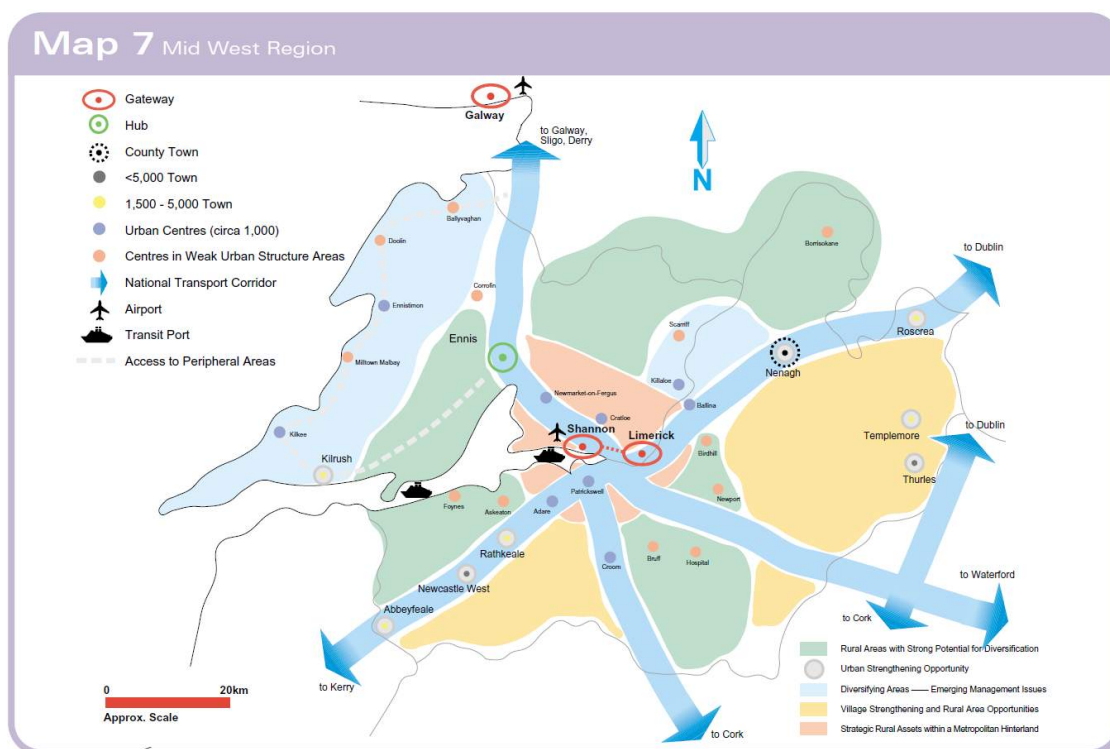 Map 7 Mid West Region
Gateway
Hub
County Town
<5,000 Town
1,500 - 5,000 Town
Urban Centres (circa 1,000)
Centres in Weak Urban Structure Areas
National Transport Corridor
Airport
Transit Port
Access to Peripheral Areas
Galway
to Galway,
Sligo, Derry
N
Ballyvaghan
Doolin
Borrisokane
to Dublin
Corrofin
Ennistimon
Scarriff
Roscrea
Ennis
Milltown Malbay
Nenagh
Killaloe
Newmarket-on-Fergus
Ballina
Cratloe
Kilkee
Shannon
Limerick
Templemore
to Dublin
Birdhill
Kilrush
Thurles
Patrickswell
Newport
Foynes
Askeaton
Adare
Rathkeale
Bruff
Hospital
Croom
Newcastle West
to Waterford
Abbeyfeale
to Cork
to Kerry
to Cork
0 20km
Approx. Scale
Rural Areas with Strong Potential for Diversification
Urban Strengthening Opportunity
Diversifying Areas —— Emerging Management Issues
Village Strengthening and Rural Area Opportunities
Strategic Rural Assets within a Metropolitan Hinterland